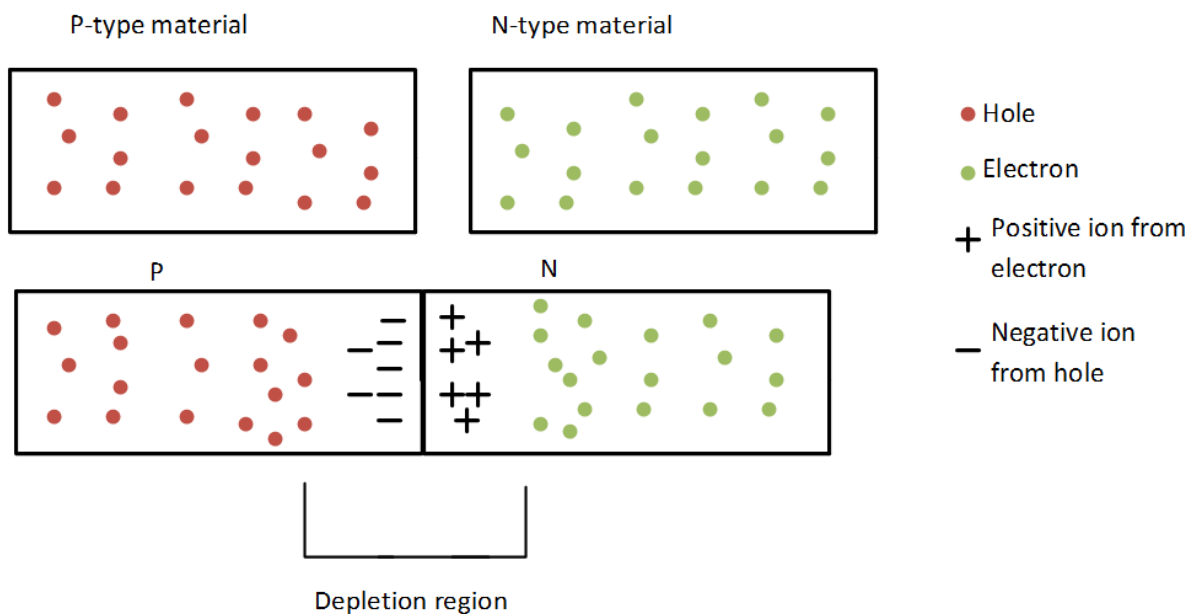 P-type material
N-type material
Hole
Electron
Positive ion from
electron
Negative ion
from hole
P
N
Depletion region